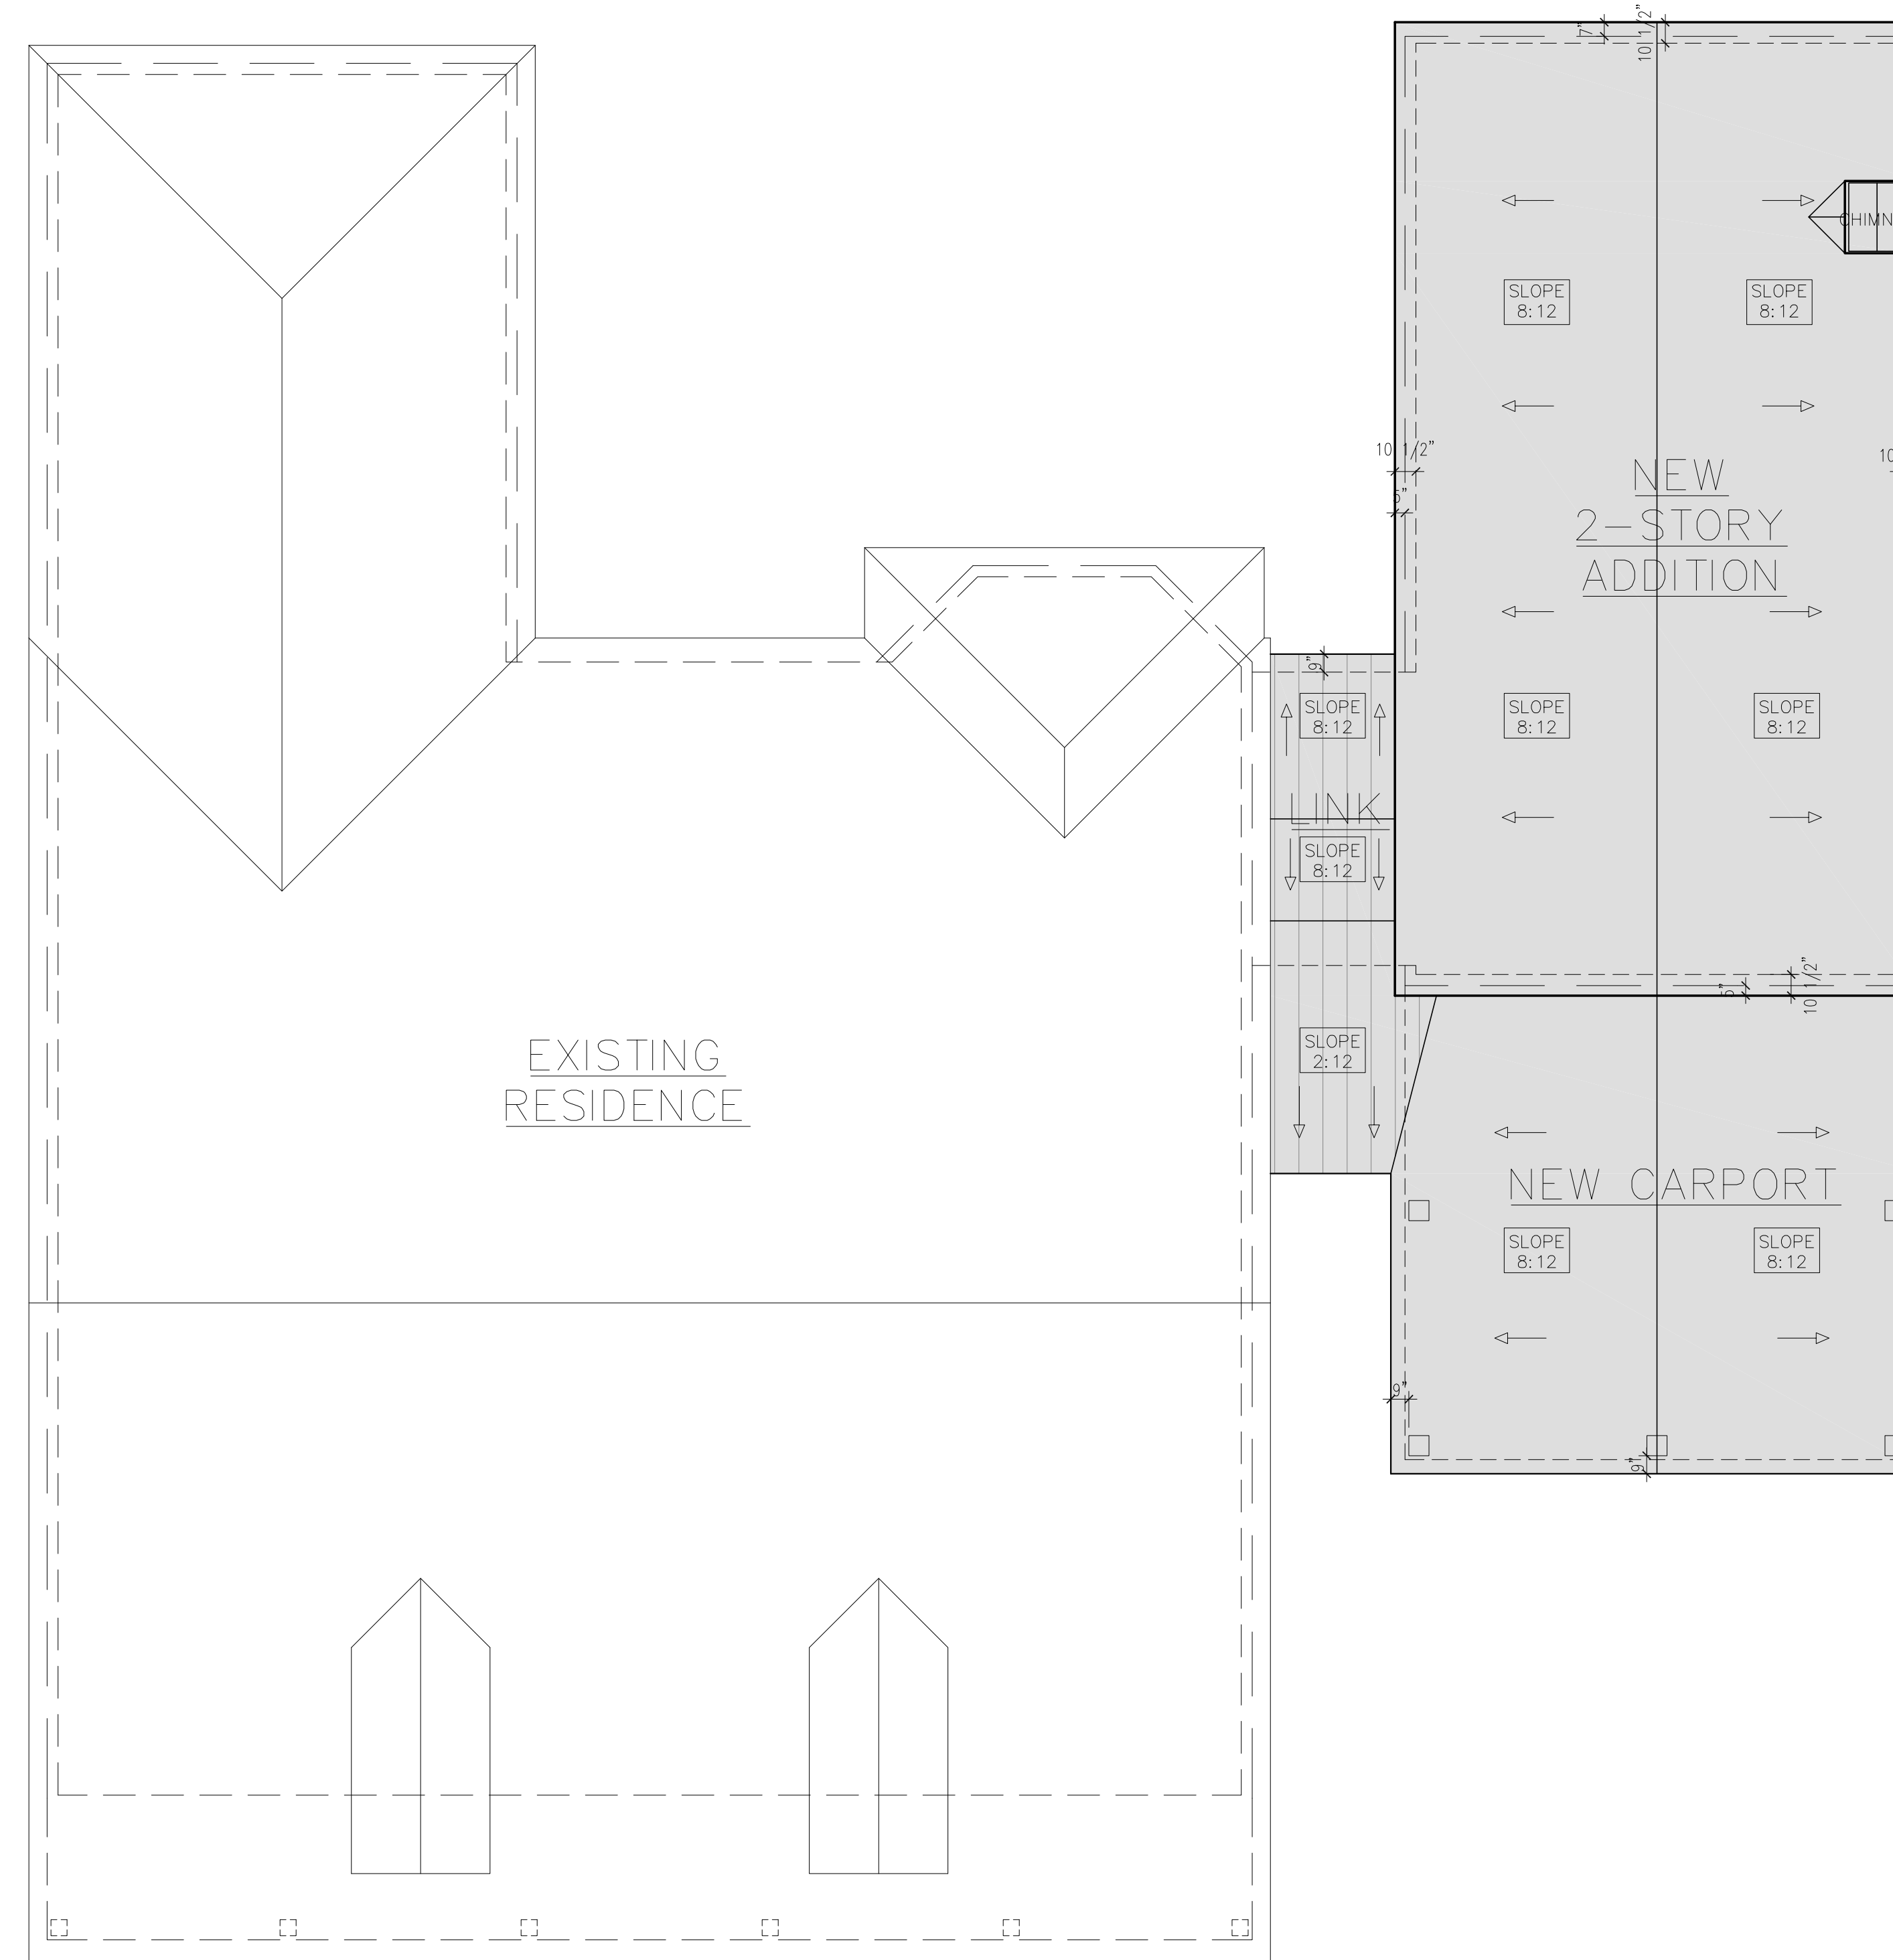 7"
10 1/2"
CHIMN
SLOPE
8:12
SLOPE
8:12
10 1/2"
10
5"
NEW
2-STORY
ADDITION
9"
SLOPE
8:12
SLOPE
8:12
SLOPE
8:12
LINK
SLOPE
8:12
5"
10 1/2"
EXISTING
RESIDENCE
SLOPE
2:12
NEW CARPORT
SLOPE
8:12
SLOPE
8:12
9"
9"